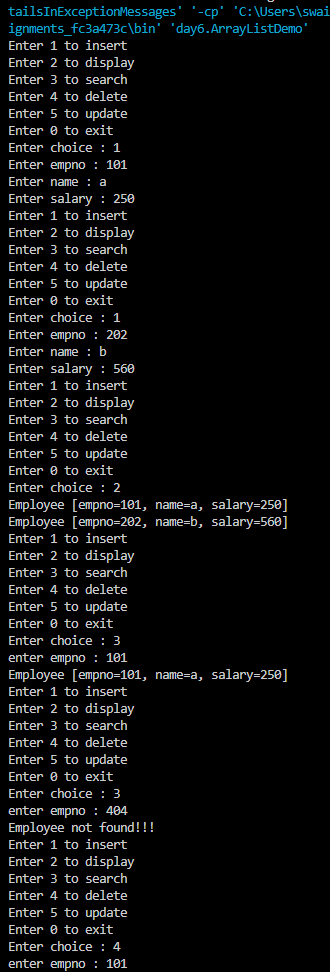 tailsInExceptionMessages' '-cp' 'C:\Users\swai
ignments_fc3a473c\bin' 'day6.ArrayListDemo'
Enter 1 to insert
Enter 2 to display
Enter 3 to search
Enter 4 to delete
Enter 5 to update
Enter 0 to exit
Enter choice : 1
Enter empno : 101
Enter name : a
Enter salary : 250
Enter 1 to insert
Enter 2 to display
Enter 3 to search
Enter 4 to delete
Enter 5 to update
Enter 0 to exit
Enter choice : 1
Enter empno : 202
Enter name : b
Enter salary : 560
Enter 1 to insert
Enter 2 to display
Enter 3 to search
Enter 4 to delete
Enter 5 to update
Enter 0 to exit
Enter choice : 2
Employee [empno=101, name=a, salary=250]
Employee [empno=202, name=b, salary=560]
Enter 1 to insert
Enter 2 to display
Enter 3 to search
Enter 4 to delete
Enter 5 to update
Enter 0 to exit
Enter choice : 3
enter empno : 101
Employee [empno=101, name=a, salary=250]
Enter 1 to insert
Enter 2 to display
Enter 3 to search
Enter 4 to delete
Enter 5 to update
Enter 0 to exit
Enter choice : 3
enter empno : 404
Employee not found!!!
Enter 1 to insert
Enter 2 to display
Enter 3 to search
Enter 4 to delete
Enter 5 to update
Enter 0 to exit
Enter choice : 4
enter empno : 101